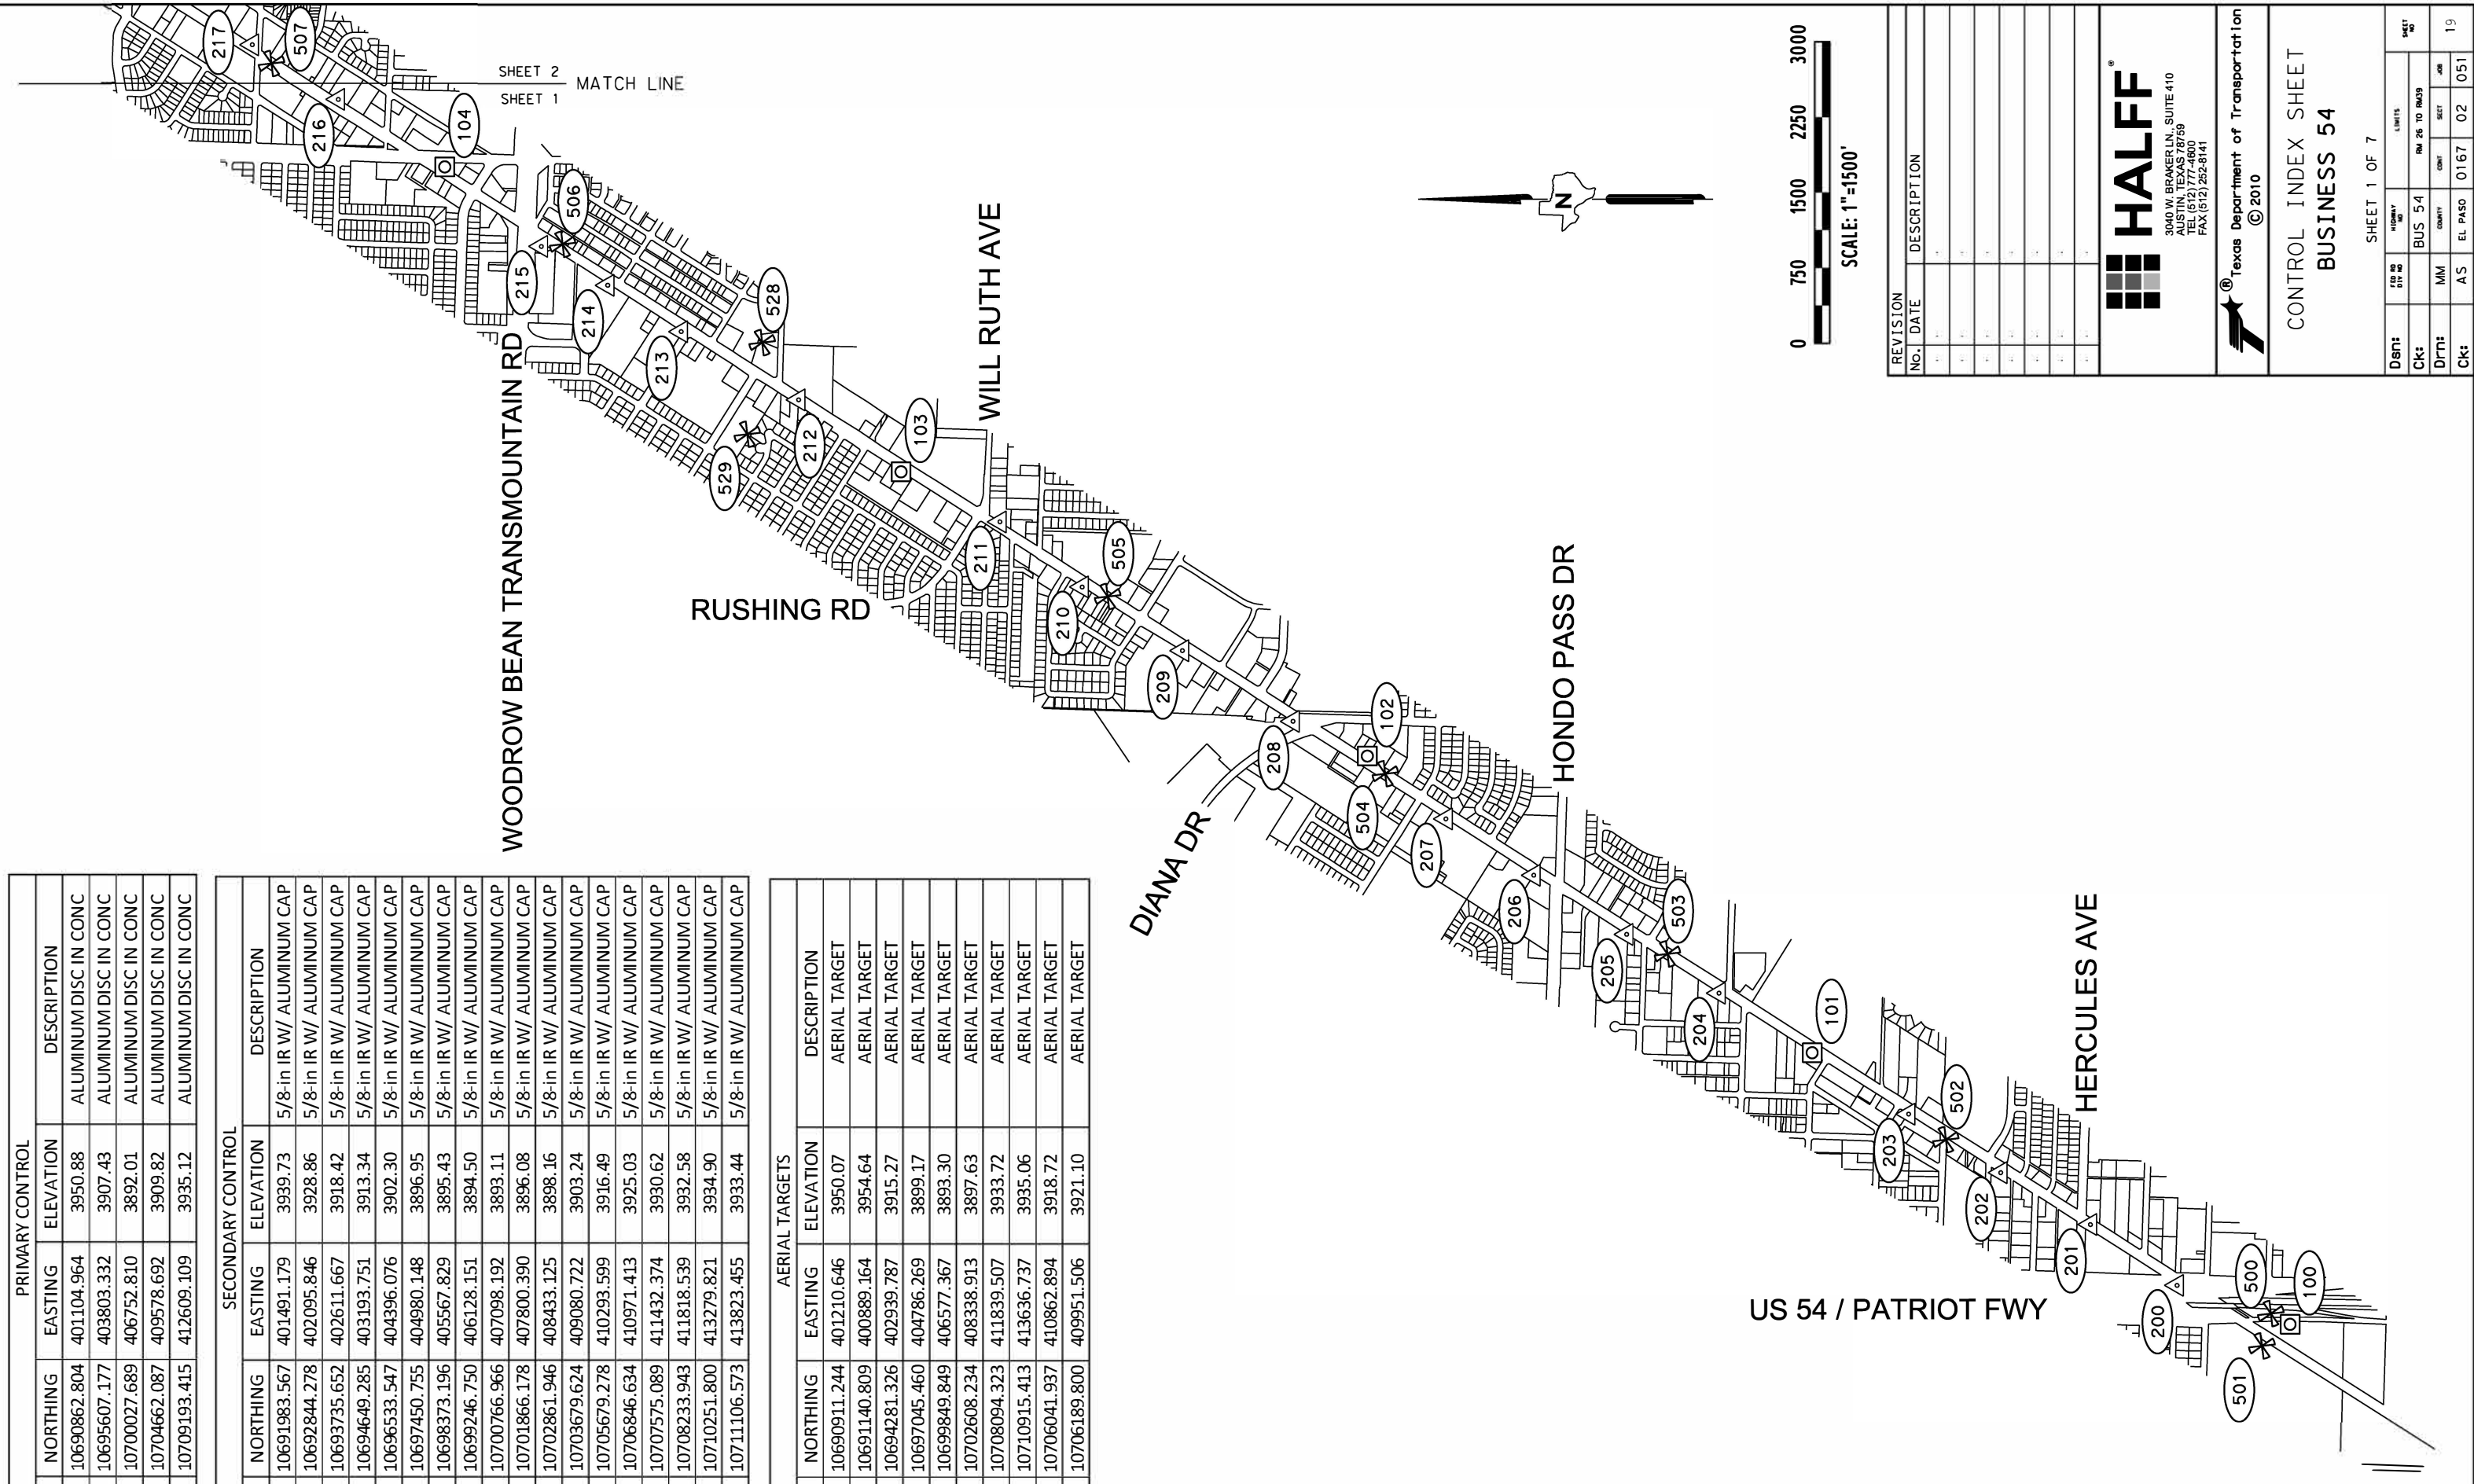 PRIMARY CONTROL
NORTHING EASTING ELEVATION DESCRIPTION
10690862.804 401104.964 3950.88 ALUMINUM DISC IN CONC
10695607.177 403803.332 3907.43 ALUMINUM DISC IN CONC
10700027.689 406752.810 3892.01 ALUMINUM DISC IN CONC
10704662.087 409578.692 3909.82 ALUMINUM DISC IN CONC
10709193.415 412609.109 3935.12 ALUMINUM DISC IN CONC
SECONDARY CONTROL
NORTHING EASTING ELEVATION DESCRIPTION
10691983.567 401491.179 3939.73 5/8-in IR W/ ALUMINUM CAP
10692844.278 402095.846 3928.86 5/8-in IR W/ ALUMINUM CAP
10693735.652 402611.667 3918.42 5/8-in IR W/ ALUMINUM CAP
10694649.285 403193.751 3913.34 5/8-in IR W/ ALUMINUM CAP
10696533.547 404396.076 3902.30 5/8-in IR W/ ALUMINUM CAP
10697450.755 404980.148 3896.95 5/8-in IR W/ ALUMINUM CAP
10698373.196 405567.829 3895.43 5/8-in IR W/ ALUMINUM CAP
10699246.750 406128.151 3894.50 5/8-in IR W/ ALUMINUM CAP
10700766.966 407098.192 3893.11 5/8-in IR W/ ALUMINUM CAP
10701866.178 407800.390 3896.08 5/8-in IR W/ ALUMINUM CAP
10702861.946 408433.125 3898.16 5/8-in IR W/ ALUMINUM CAP
10703679.624 409080.722 3903.24 5/8-in IR W/ ALUMINUM CAP
10705679.278 410293.599 3916.49 5/8-in IR W/ ALUMINUM CAP
10706846.634 410971.413 3925.03 5/8-in IR W/ ALUMINUM CAP
10707575.089 411432.374 3930.62 5/8-in IR W/ ALUMINUM CAP
10708233.943 411818.539 3932.58 5/8-in IR W/ ALUMINUM CAP
10710251.800 413279.821 3934.90 5/8-in IR W/ ALUMINUM CAP
10711106.573 413823.455 3933.44 5/8-in IR W/ ALUMINUM CAP
AERIAL TARGETS
NORTHING EASTING ELEVATION DESCRIPTION
10690911.244 401210.646 3950.07 AERIAL TARGET
10691140.809 400889.164 3954.64 AERIAL TARGET
10694281.326 402939.787 3915.27 AERIAL TARGET
10697045.460 404786.269 3899.17 AERIAL TARGET
10699849.849 406577.367 3893.30 AERIAL TARGET
10702608.234 408338.913 3897.63 AERIAL TARGET
10708094.323 411839.507 3933.72 AERIAL TARGET
10710915.413 413636.737 3935.06 AERIAL TARGET
10706041.937 410862.894 3918.72 AERIAL TARGET
10706189.800 409951.506 3921.10 AERIAL TARGET
217
507
SHEET 2
MATCH LINE
SHEET 1
216
104
506
215
214
528
213
WOODROW BEAN TRANSMOUNTAIN RD
WILL RUTH AVE
212
103
529
211
505
RUSHING RD
210
209
HONDO PASS DR
102
208
504
DIANA DR
207
206
503
205
204
101
HERCULES AVE
502
203
202
201
500
100
US 54 / PATRIOT FWY
200
501
N
0 750 1500 2250 3000
SCALE: 1"=1500'
REVISION
No. DATE DESCRIPTION
HALFF®
3040 W. BRAKER LN., SUITE 410
AUSTIN, TEXAS 78759
TEL (512) 777-4600
FAX (512) 252-8141
® Texas Department of Transportation
© 2010
CONTROL INDEX SHEET
BUSINESS 54
SHEET 1 OF 7
Dsn: FED RD DIV NO HIGHWAY NO LIMITS SHEET NO
Ck: BUS 54 RM 26 TO RM39
Drn: MM COUNTY CONT SECT JOB 19
Ck: AS EL PASO 0167 02 051